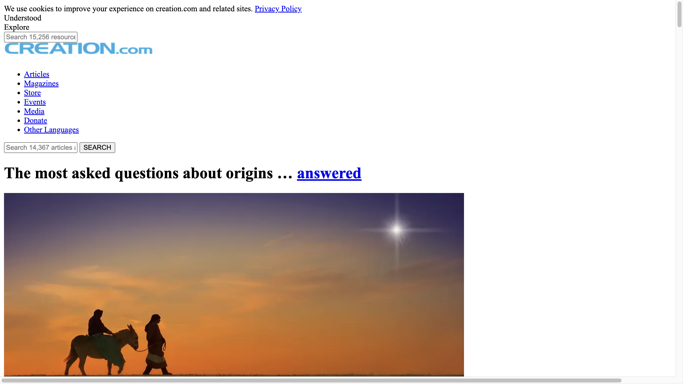 We use cookies to improve your experience on creation.com and related sites. Privacy Policy
Understood
Explore
Search 15,256 resourc
CREATION.com
Articles
Magazines
Store
Events
Media
Donate
Other Languages
Search 14,367 articles a SEARCH
The most asked questions about origins … answered